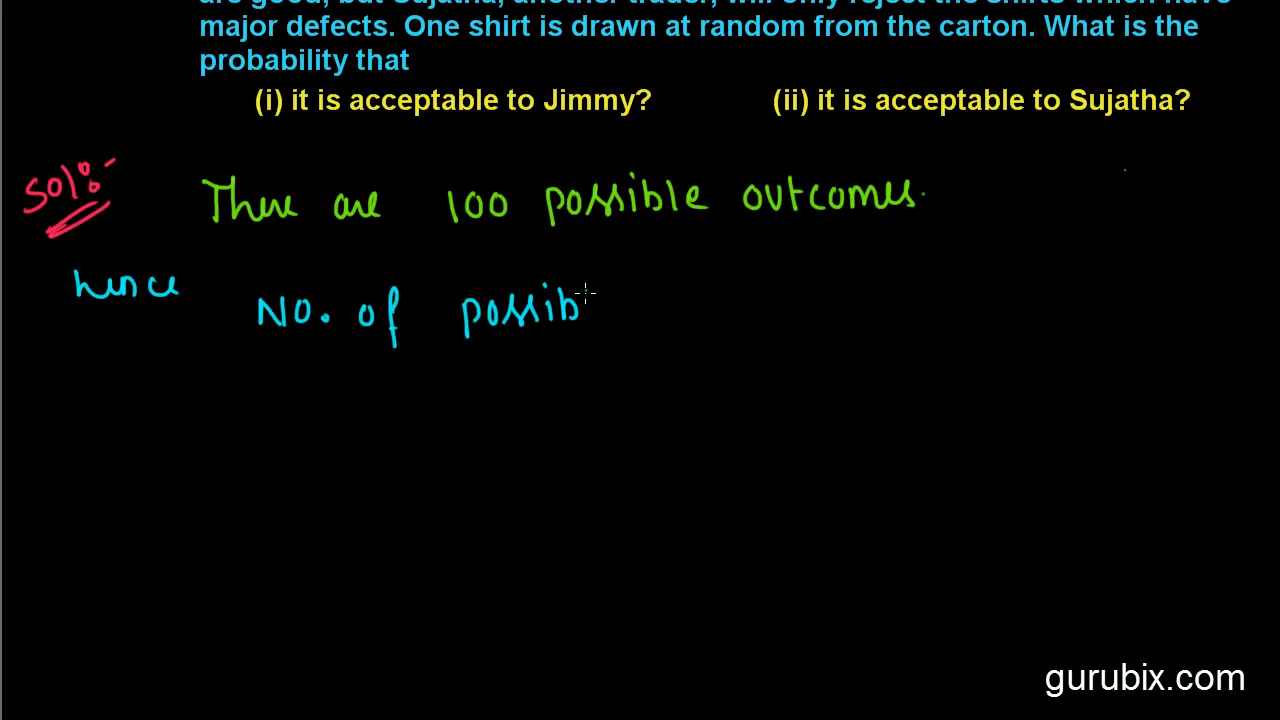 are good, but Sujatha, another trader, will only reject the shirts which have
major defects. One shirt is drawn at random from the carton. What is the
probability that
(i) it is acceptable to Jimmy? (ii) it is acceptable to Sujatha?
Sol:- There are 100 possible outcomes.
hence No. of possib
gurubix.com